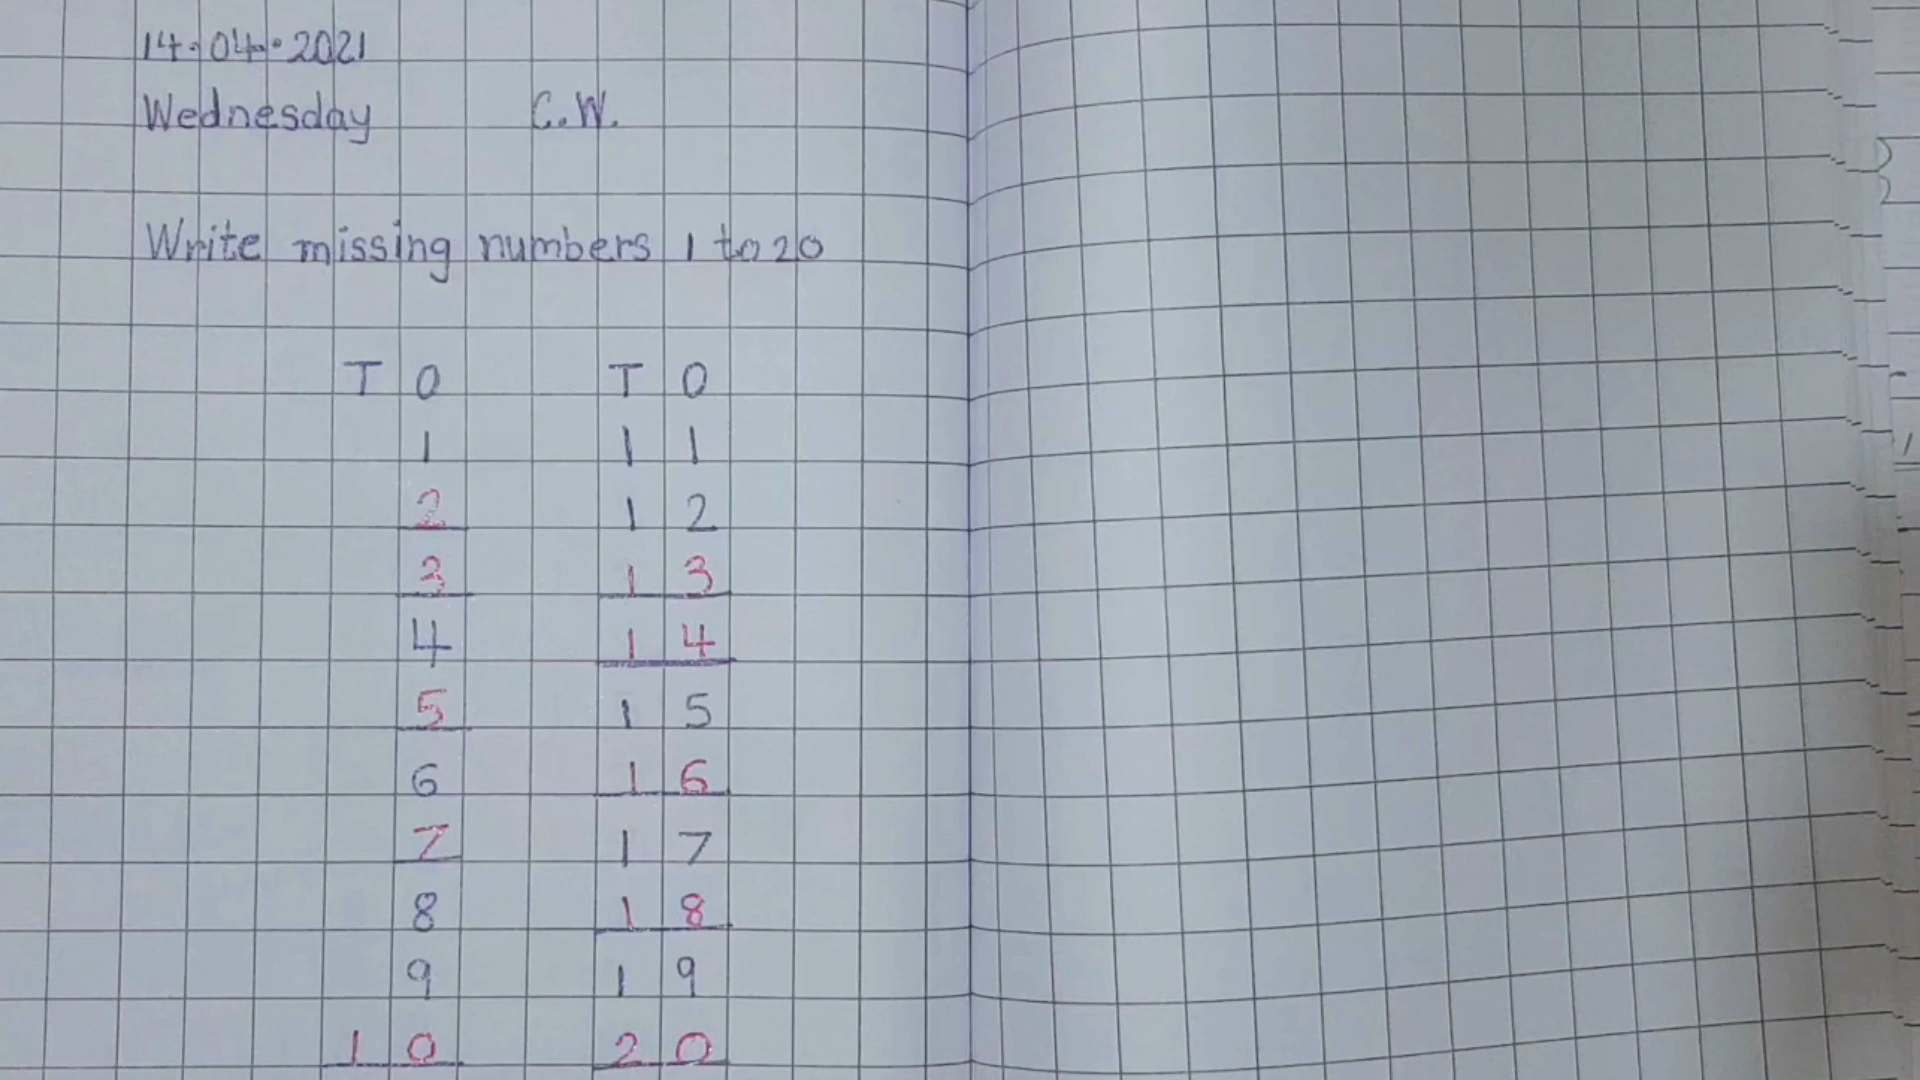 14.04.2021
Wednesday C.W.
Write missing numbers 1 to 20
T O T O
1 1 1
2 1 2
3 1 3
4 1 4
5 1 5
6 1 6
7 1 7
8 1 8
9 1 9
1 0 2 0